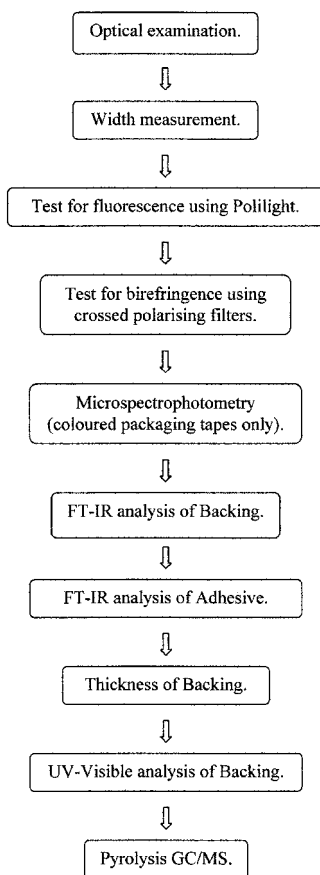 Optical examination.
Width measurement.
Test for fluorescence using Polilight.
Test for birefringence using
crossed polarising filters.
Microspectrophotometry
(coloured packaging tapes only).
FT-IR analysis of Backing.
FT-IR analysis of Adhesive.
Thickness of Backing.
UV-Visible analysis of Backing.
Pyrolysis GC/MS.